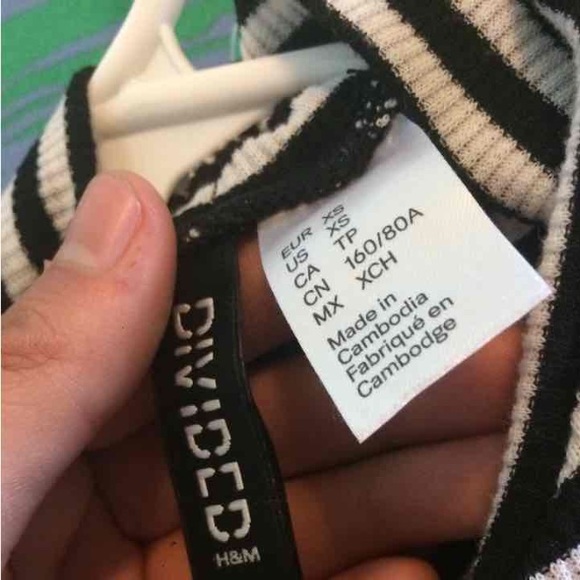 EUR XS
US XS
CA TP
CN 160/80A
MX XCH
Made in
Cambodia
Fabriqué en
Cambodge
DIVIDED
H&M